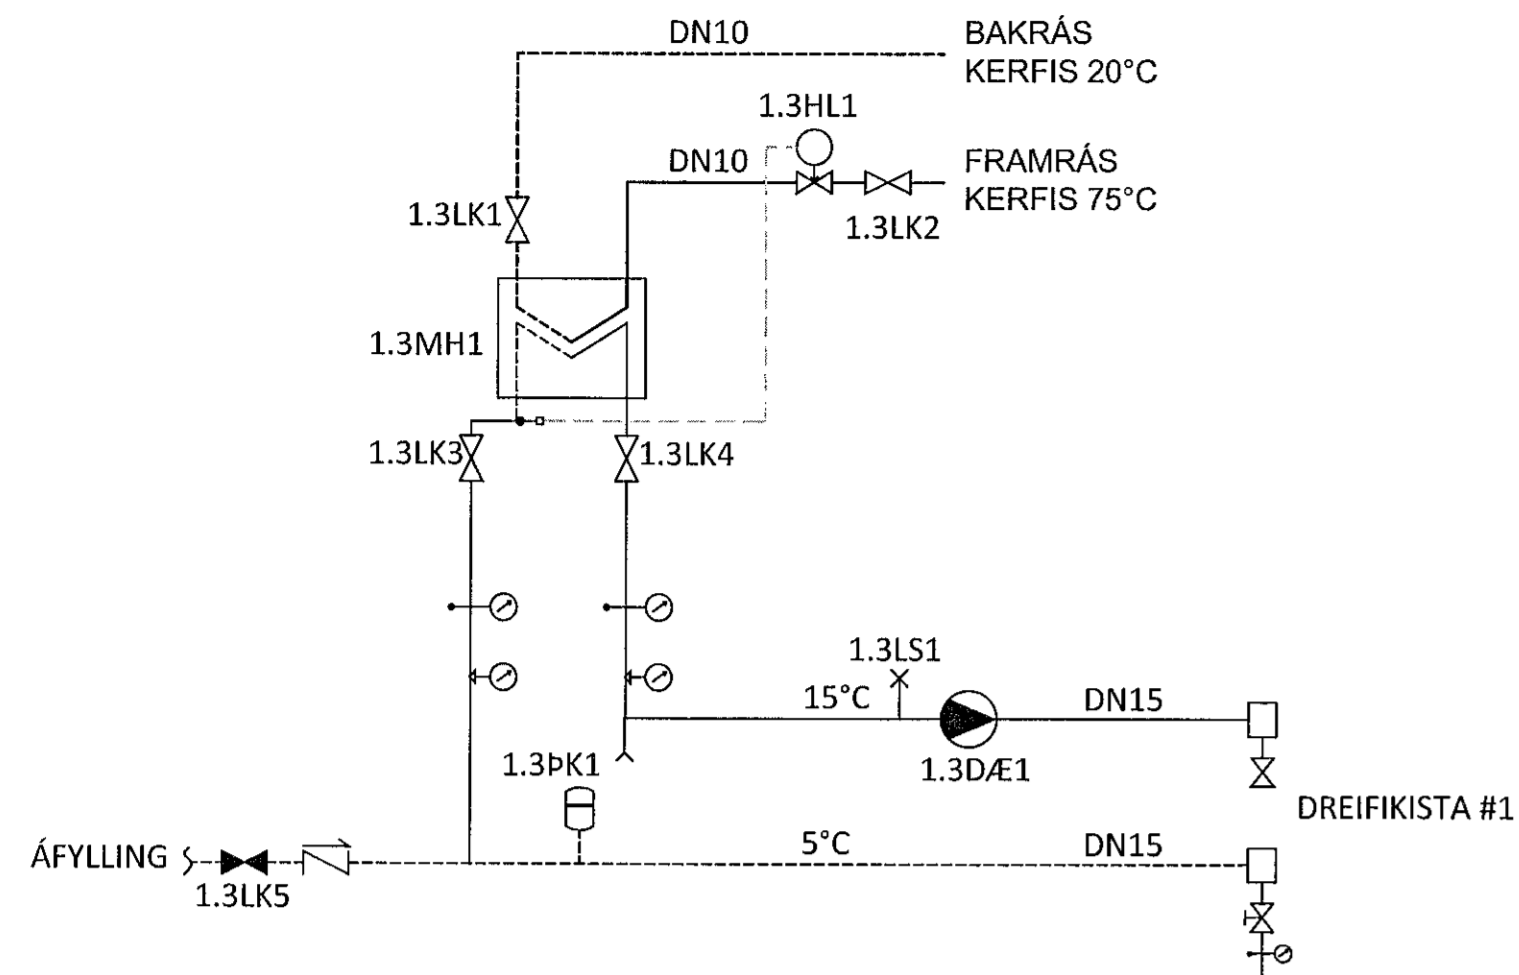 DN10
BAKRÁS
KERFIS 20°C
1.3HL1
DN10
FRAMRÁS
KERFIS 75°C
1.3LK1
1.3LK2
1.3MH1
1.3LK3
1.3LK4
1.3LS1
15°C
DN15
1.3ÞK1
1.3DÆ1
DREIFIKISTA #1
5°C
DN15
ÁFYLLING
1.3LK5